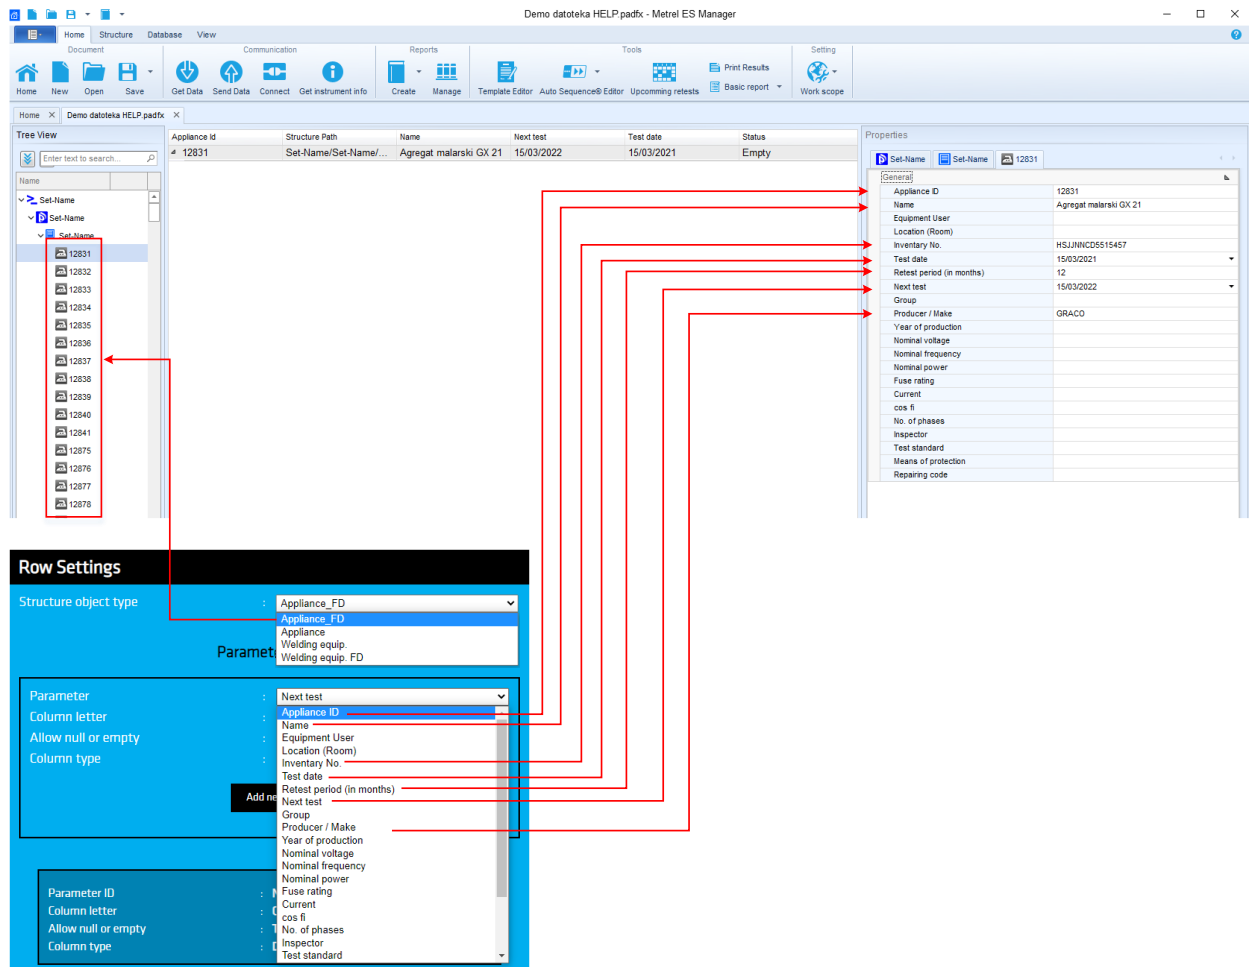 Demo datoteka HELP.padfx - Metrel ES Manager
Home Structure Database View
Document Communication Reports Tools Setting
Home New Open Save Get Data Send Data Connect Get instrument info Create Manage Template Editor Auto Sequence® Editor Upcomming retests Print Results Basic report Work scope
Home Demo datoteka HELP.padfx
Tree View
Enter text to search...
Name
Set-Name
Set-Name
Set-Name
12831
12832
12833
12834
12835
12836
12837
12838
12839
12840
12841
12875
12876
12877
12878
Appliance Id Structure Path Name Next test Test date Status
12831 Set-Name/Set-Name/... Agregat malarski GX 21 15/03/2022 15/03/2021 Empty
Properties
Set-Name Set-Name 12831
General
Appliance ID 12831
Name Agregat malarski GX 21
Equipment User
Location (Room)
Inventory No. HSJJNNCD5515457
Test date 15/03/2021
Retest period (in months) 12
Next test 15/03/2022
Group
Producer / Make GRACO
Year of production
Nominal voltage
Nominal frequency
Nominal power
Fuse rating
Current
cos fi
No. of phases
Inspector
Test standard
Means of protection
Repairing code
Row Settings
Structure object type : Appliance_FD
Appliance_FD
Appliance
Welding equip.
Welding equip. FD
Paramet
Parameter : Next test
Column letter :
Allow null or empty :
Column type :
Add ne
Appliance ID
Name
Equipment User
Location (Room)
Inventory No.
Test date
Retest period (in months)
Next test
Group
Producer / Make
Year of production
Nominal voltage
Nominal frequency
Nominal power
Fuse rating
Current
cos fi
No. of phases
Inspector
Test standard
Parameter ID :
Column letter :
Allow null or empty :
Column type :